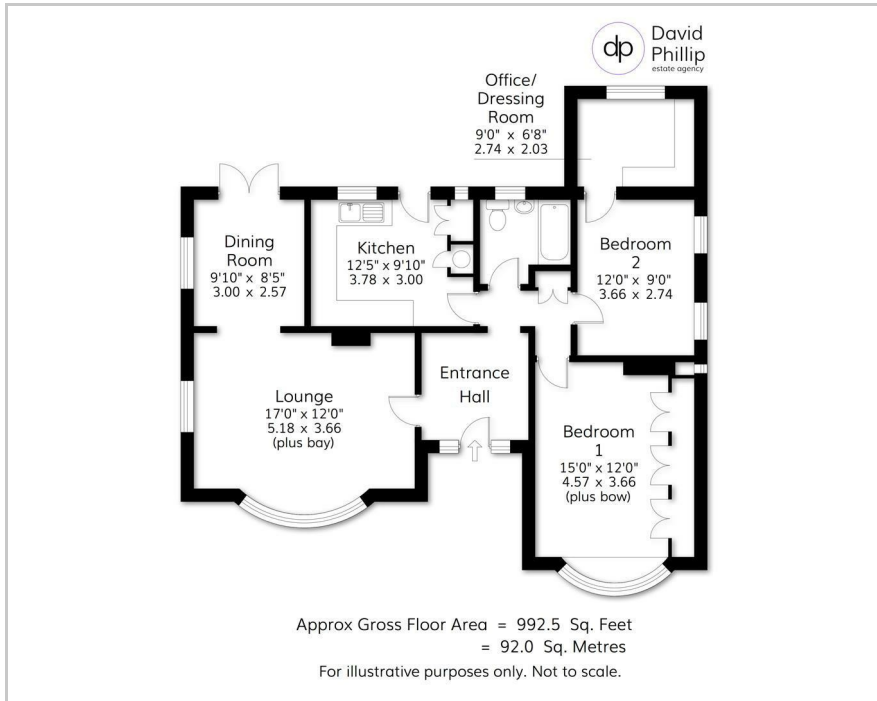 dp
David
Phillip
estate agency
Office/
Dressing
Room
9'0" x 6'8"
2.74 x 2.03
Dining
Room
9'10" x 8'5"
3.00 x 2.57
Kitchen
12'5" x 9'10"
3.78 x 3.00
Bedroom
2
12'0" x 9'0"
3.66 x 2.74
Lounge
17'0" x 12'0"
5.18 x 3.66
(plus bay)
Entrance
Hall
Bedroom
1
15'0" x 12'0"
4.57 x 3.66
(plus bow)
Approx Gross Floor Area = 992.5 Sq. Feet
= 92.0 Sq. Metres
For illustrative purposes only. Not to scale.